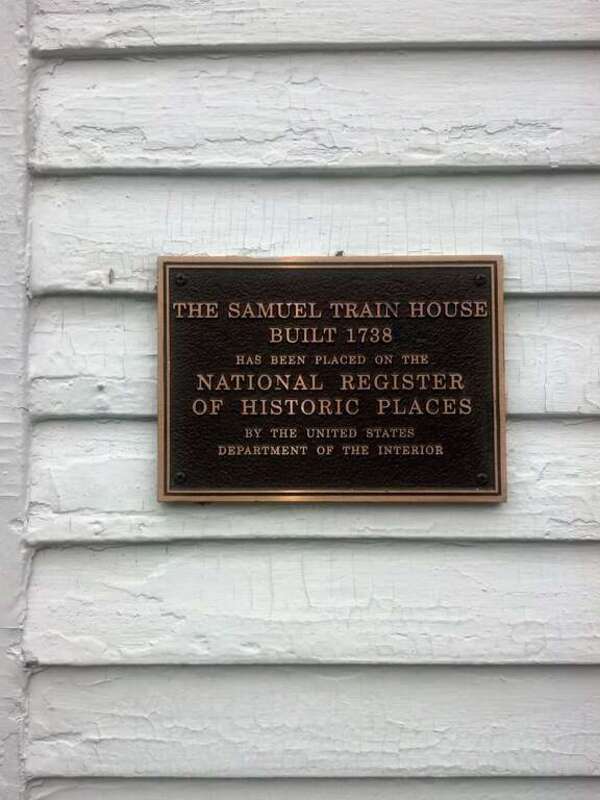 THE SAMUEL TRAIN HOUSE
BUILT 1738
HAS BEEN PLACED ON THE
NATIONAL REGISTER
OF HISTORIC PLACES
BY THE UNITED STATES
DEPARTMENT OF THE INTERIOR